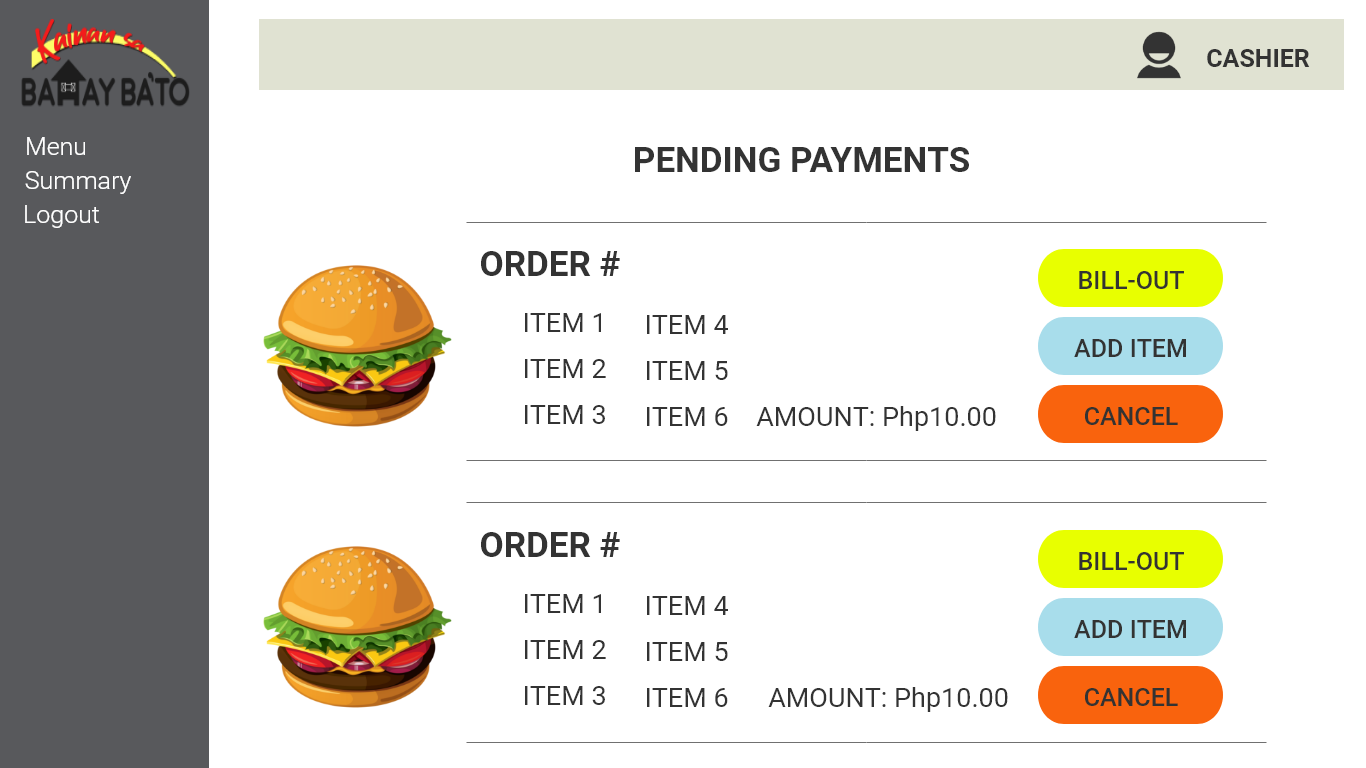 Kainan sa
BAHAY BATO
Menu
Summary
Logout
CASHIER
PENDING PAYMENTS
ORDER #
ITEM 1
ITEM 2
ITEM 3
ITEM 4
ITEM 5
ITEM 6
AMOUNT: Php10.00
BILL-OUT
ADD ITEM
CANCEL
ORDER #
ITEM 1
ITEM 2
ITEM 3
ITEM 4
ITEM 5
ITEM 6
AMOUNT: Php10.00
BILL-OUT
ADD ITEM
CANCEL